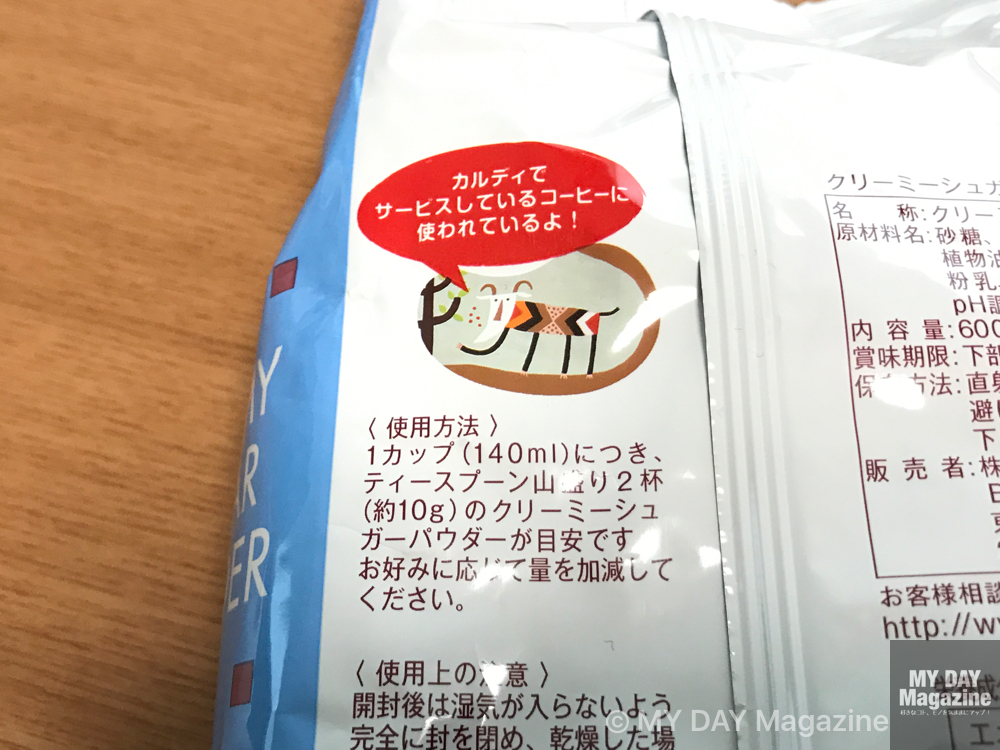 カルディで
サービスしているコーヒーに
使われているよ！
〈 使用方法 〉
1カップ(140ml)につき、
ティースプーン山盛り２杯
(約10g)のクリーミーシュ
ガーパウダーが目安です
お好みに応じて量を加減して
ください。
〈 使用上の注意 〉
開封後は湿気が入らないよう
完全に封を閉め、乾燥した場
クリーミーシュガ
名 称:クリー
原材料名:砂糖、
植物油
粉乳
pH調
内 容 量:600
賞味期限:下部
保存方法:直射
避
下
販 売 者:株
お客様相談
http://w
AR
ER
© MY DAY Magazine
MY DAY
Magazine